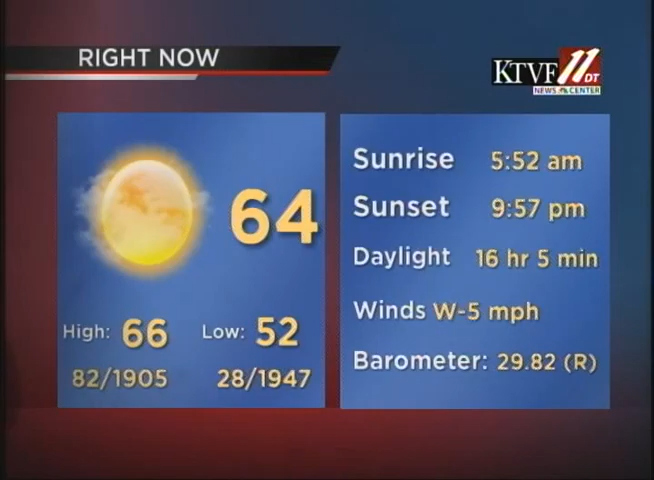 RIGHT NOW
KTVF 11 DT
NEWS CENTER
64
High: 66 Low: 52
82/1905 28/1947
Sunrise 5:52 am
Sunset 9:57 pm
Daylight 16 hr 5 min
Winds W-5 mph
Barometer: 29.82 (R)